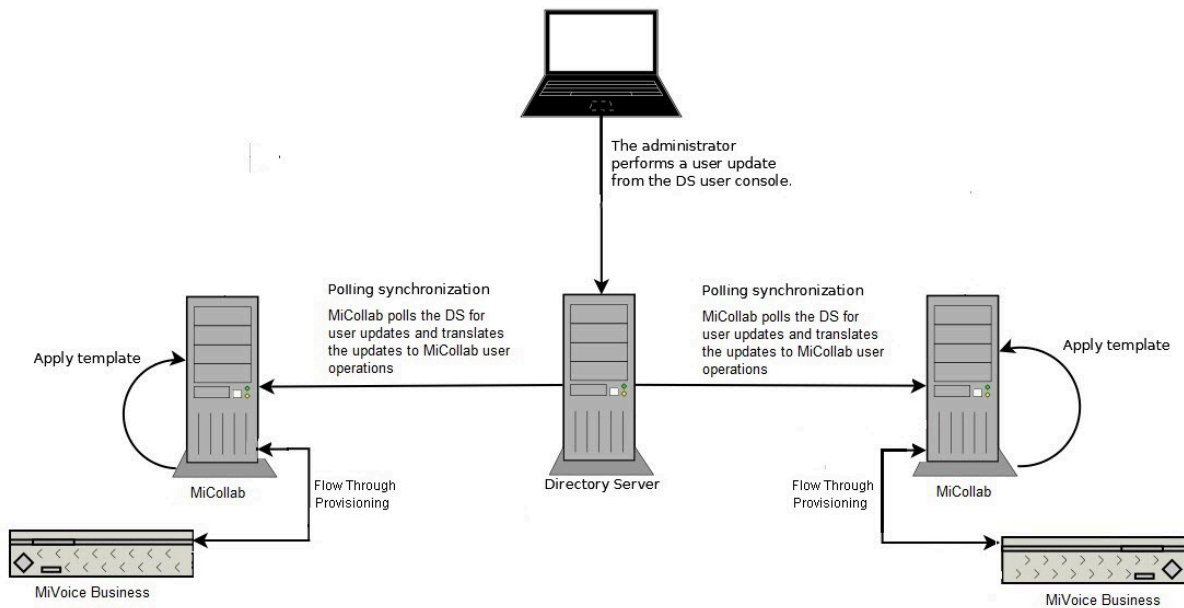 The administrator
performs a user update
from the DS user console.
Polling synchronization
MiCollab polls the DS for
user updates and translates
the updates to MiCollab user
operations
Polling synchronization
MiCollab polls the DS for
user updates and translates
the updates to MiCollab user
operations
Apply template
Apply template
MiCollab
Flow Through
Provisioning
Directory Server
Flow Through
Provisioning
MiCollab
MiVoice Business
MiVoice Business